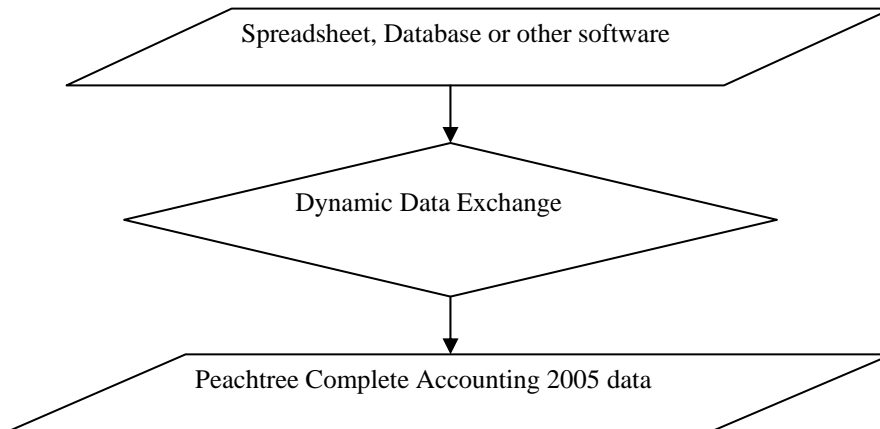 Spreadsheet, Database or other software
Dynamic Data Exchange
Peachtree Complete Accounting 2005 data